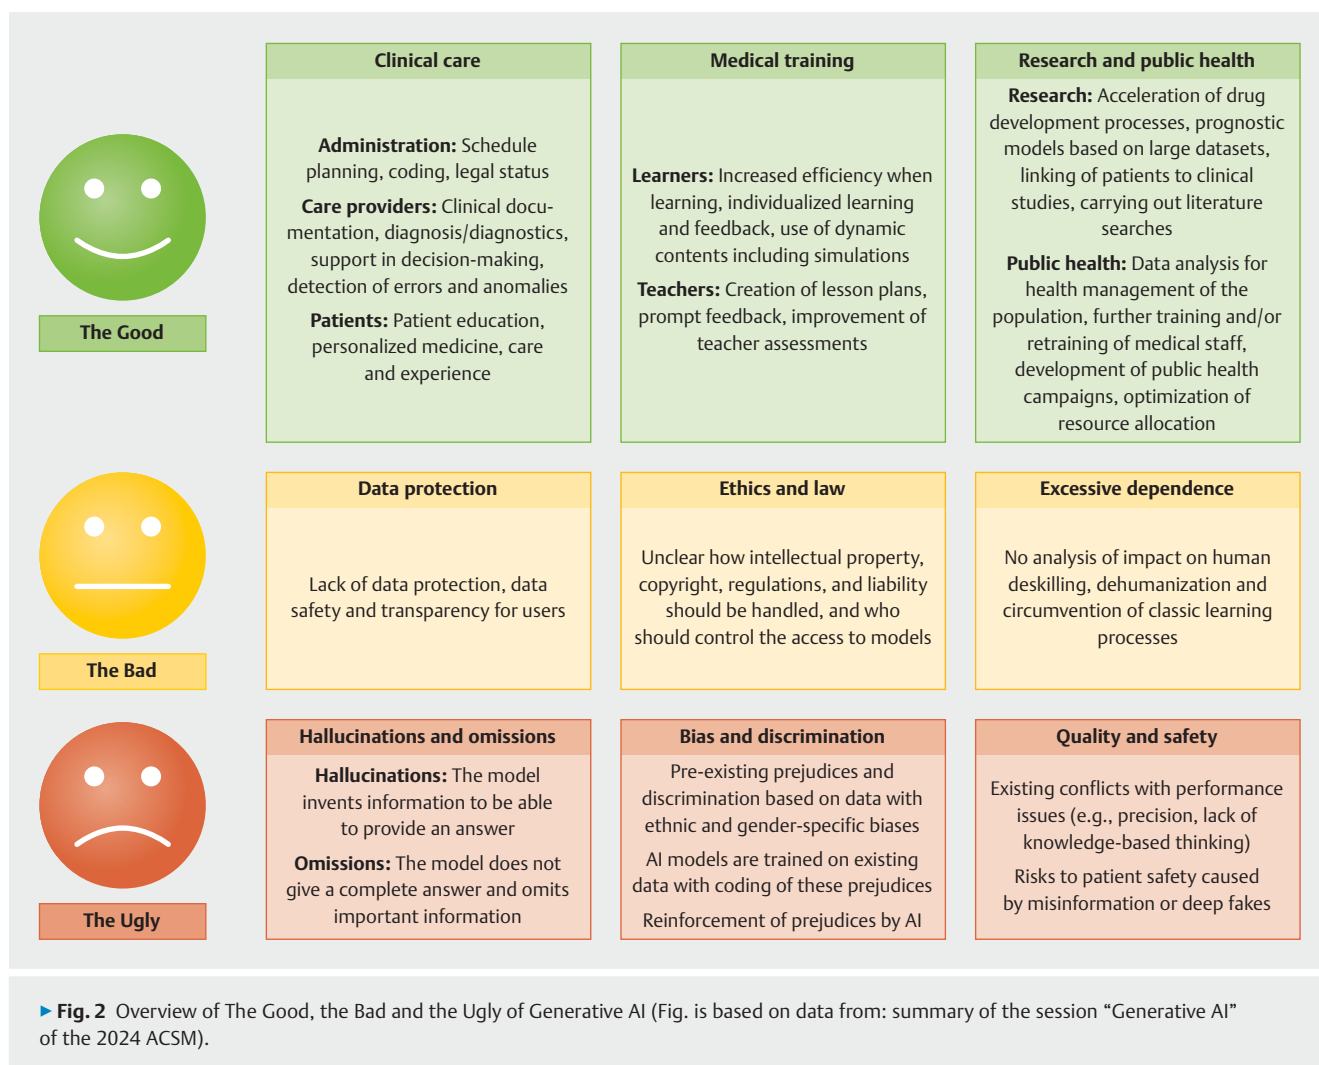 Clinical care
Administration: Schedule
planning, coding, legal status
Care providers: Clinical docu-
mentation, diagnosis/diagnostics,
support in decision-making,
detection of errors and anomalies
Patients: Patient education,
personalized medicine, care
and experience
Medical training
Learners: Increased efficiency when
learning, individualized learning
and feedback, use of dynamic
contents including simulations
Teachers: Creation of lesson plans,
prompt feedback, improvement of
teacher assessments
Research and public health
Research: Acceleration of drug
development processes, prognostic
models based on large datasets,
linking of patients to clinical
studies, carrying out literature
searches
Public health: Data analysis for
health management of the
population, further training and/or
retraining of medical staff,
development of public health
campaigns, optimization of
resource allocation
The Good
Data protection
Lack of data protection, data
safety and transparency for users
Ethics and law
Unclear how intellectual property,
copyright, regulations, and liability
should be handled, and who
should control the access to models
Excessive dependence
No analysis of impact on human
deskilling, dehumanization and
circumvention of classic learning
processes
The Bad
Hallucinations and omissions
Hallucinations: The model
invents information to be able
to provide an answer
Omissions: The model does not
give a complete answer and omits
important information
Bias and discrimination
Pre-existing prejudices and
discrimination based on data with
ethnic and gender-specific biases
AI models are trained on existing
data with coding of these prejudices
Reinforcement of prejudices by AI
Quality and safety
Existing conflicts with performance
issues (e.g., precision, lack of
knowledge-based thinking)
Risks to patient safety caused
by misinformation or deep fakes
The Ugly
▶ Fig. 2 Overview of The Good, the Bad and the Ugly of Generative AI (Fig. is based on data from: summary of the session “Generative AI”
of the 2024 ACSM).